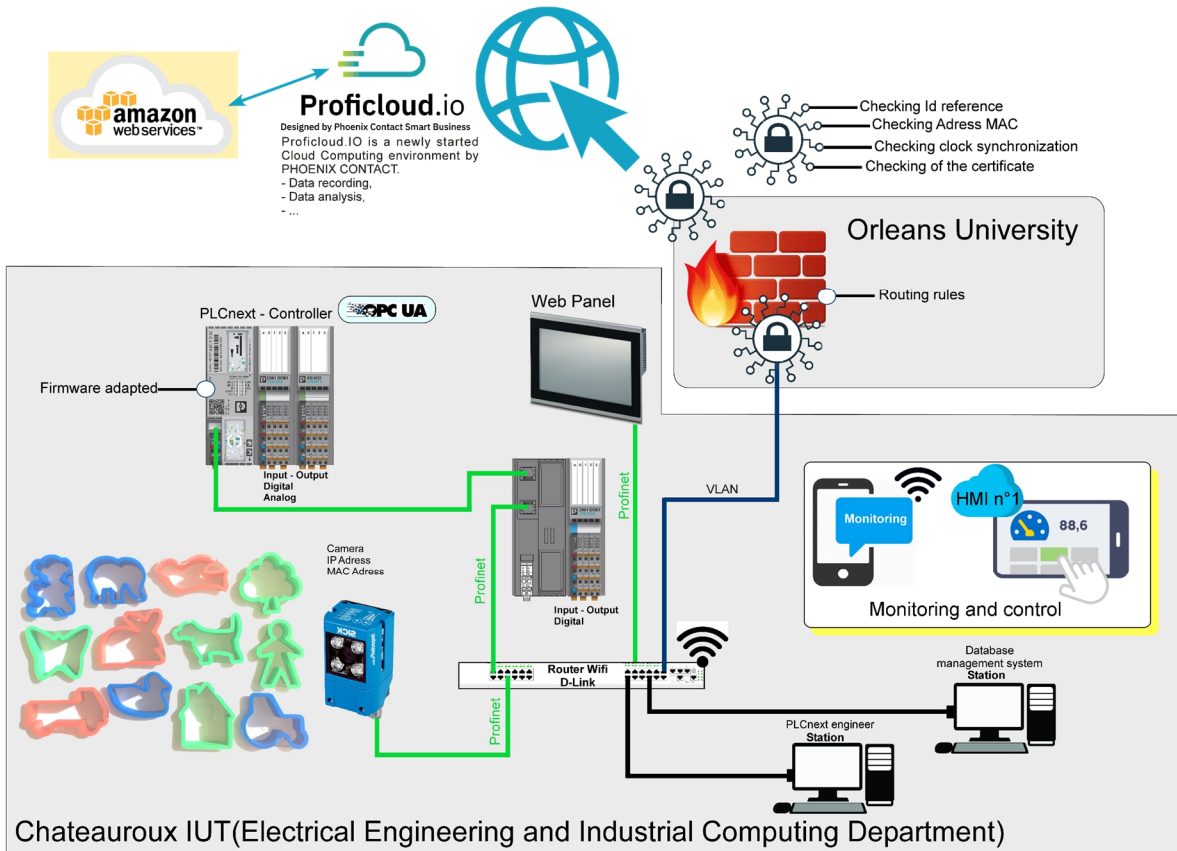 amazon
web services™
Proficloud.io
Designed by Phoenix Contact Smart Business
Proficloud.IO is a newly started
Cloud Computing environment by
PHOENIX CONTACT.
- Data recording,
- Data analysis,
- ...
Checking Id reference
Checking Adress MAC
Checking clock synchronization
Checking of the certificate
Orleans University
Routing rules
PLCnext - Controller
OPC UA
Web Panel
Firmware adapted
Input - Output
Digital
Analog
Profinet
VLAN
Monitoring
HMI n°1
88,6
Monitoring and control
Camera
IP Adress
MAC Adress
SICK
Profinet
Input - Output
Digital
Router Wifi
D-Link
Profinet
Database
management system
Station
PLCnext engineer
Station
Chateauroux IUT(Electrical Engineering and Industrial Computing Department)